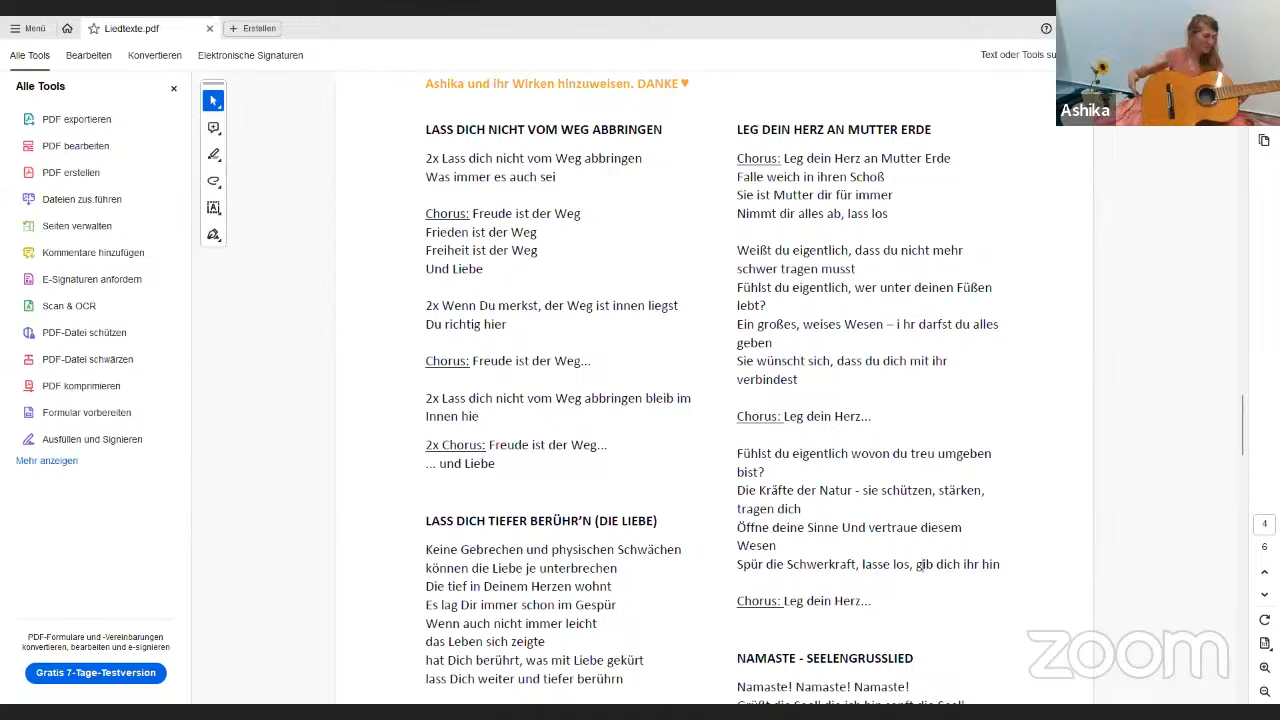 Menü
Liedtexte.pdf
Erstellen
Alle Tools
Bearbeiten
Konvertieren
Elektronische Signaturen
Text oder Tools su
Alle Tools
PDF exportieren
PDF bearbeiten
PDF erstellen
Dateien zus.führen
Seiten verwalten
Kommentare hinzufügen
E-Signaturen anfordern
Scan & OCR
PDF-Datei schützen
PDF-Datei schwärzen
PDF komprimieren
Formular vorbereiten
Ausfüllen und Signieren
Mehr anzeigen
PDF-Formulare und -Vereinbarungen
konvertieren, bearbeiten und e-signieren
Gratis 7-Tage-Testversion
Ashika und ihr Wirken hinzuweisen. DANKE ♥
LASS DICH NICHT VOM WEG ABBRINGEN
2x Lass dich nicht vom Weg abbringen
Was immer es auch sei
Chorus: Freude ist der Weg
Frieden ist der Weg
Freiheit ist der Weg
Und Liebe
2x Wenn Du merkst, der Weg ist innen liegst
Du richtig hier
Chorus: Freude ist der Weg...
2x Lass dich nicht vom Weg abbringen bleib im
Innen hie
2x Chorus: Freude ist der Weg...
... und Liebe
LASS DICH TIEFER BERÜHR’N (DIE LIEBE)
Keine Gebrechen und physischen Schwächen
können die Liebe je unterbrechen
Die tief in Deinem Herzen wohnt
Es lag Dir immer schon im Gespür
Wenn auch nicht immer leicht
das Leben sich zeigte
hat Dich berührt, was mit Liebe gekürt
lass Dich weiter und tiefer berührn
LEG DEIN HERZ AN MUTTER ERDE
Chorus: Leg dein Herz an Mutter Erde
Falle weich in ihren Schoß
Sie ist Mutter dir für immer
Nimmt dir alles ab, lass los
Weißt du eigentlich, dass du nicht mehr
schwer tragen musst
Fühlst du eigentlich, wer unter deinen Füßen
lebt?
Ein großes, weises Wesen – i hr darfst du alles
geben
Sie wünscht sich, dass du dich mit ihr
verbindest
Chorus: Leg dein Herz...
Fühlst du eigentlich wovon du treu umgeben
bist?
Die Kräfte der Natur - sie schützen, stärken,
tragen dich
Öffne deine Sinne Und vertraue diesem
Wesen
Spür die Schwerkraft, lasse los, gib dich ihr hin
Chorus: Leg dein Herz...
NAMASTE - SEELENGRUSSLIED
Namaste! Namaste! Namaste!
Ashika
4
6
zoom